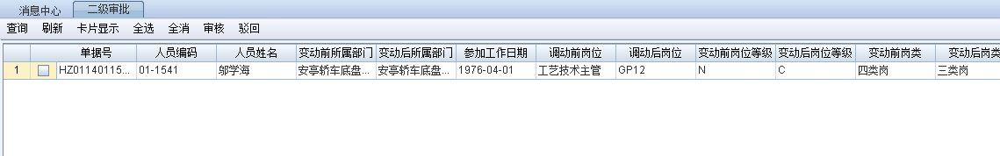 消息中心 二级审批
查询 刷新 卡片显示 全选 全消 审核 驳回
单据号 人员编码 人员姓名 变动前所属部门 变动后所属部门 参加工作日期 调动前岗位 调动后岗位 变动前岗位等级 变动后岗位等级 变动前岗类 变动后岗类
1 HZ01140115... 01-1541 邬学海 安亭轿车底盘... 安亭轿车底盘... 1976-04-01 工艺技术主管 GP12 N C 四类岗 三类岗